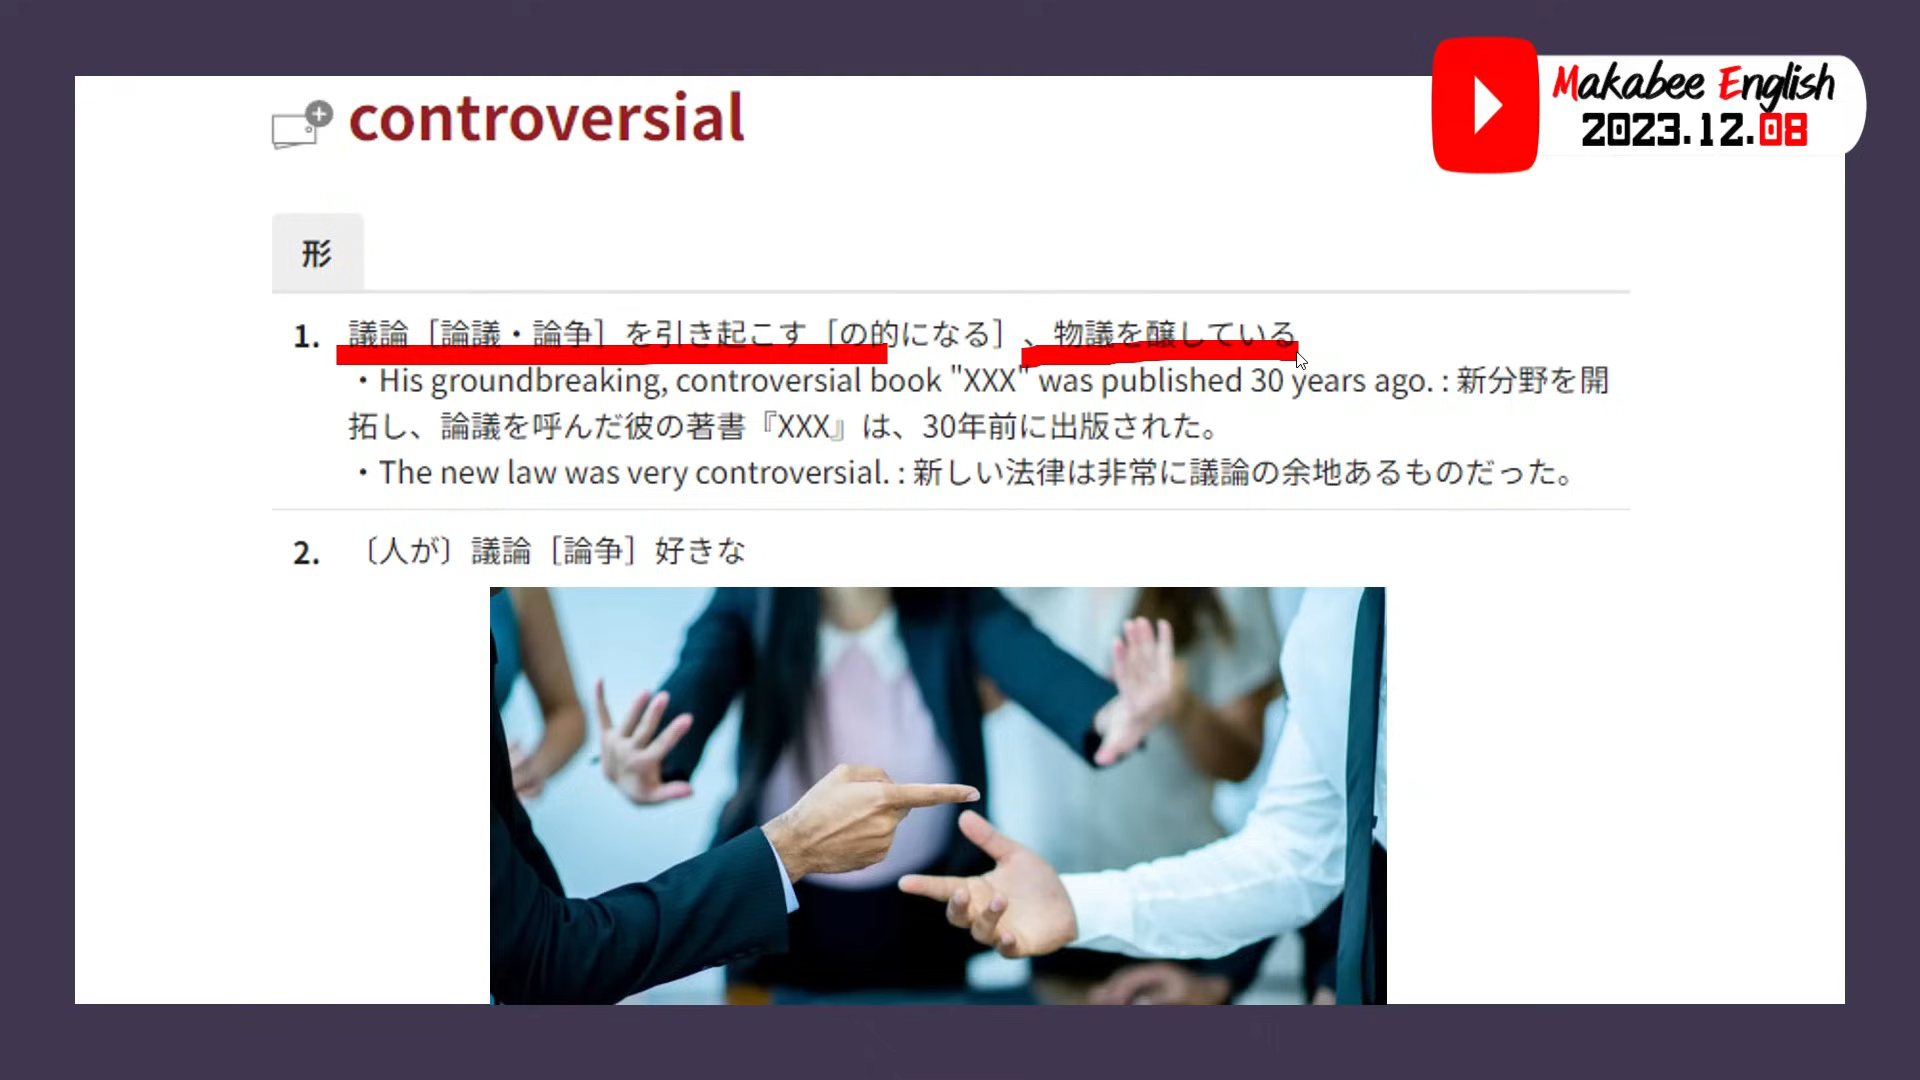 Makabee English
2023.12.08
controversial
形
1. 議論［論議・論争］を引き起こす［の的になる］、物議を醸している
・His groundbreaking, controversial book "XXX" was published 30 years ago. : 新分野を開
拓し、論議を呼んだ彼の著書『XXX』は、30年前に出版された。
・The new law was very controversial. : 新しい法律は非常に議論の余地あるものだった。
2. 〔人が〕議論［論争］好きな